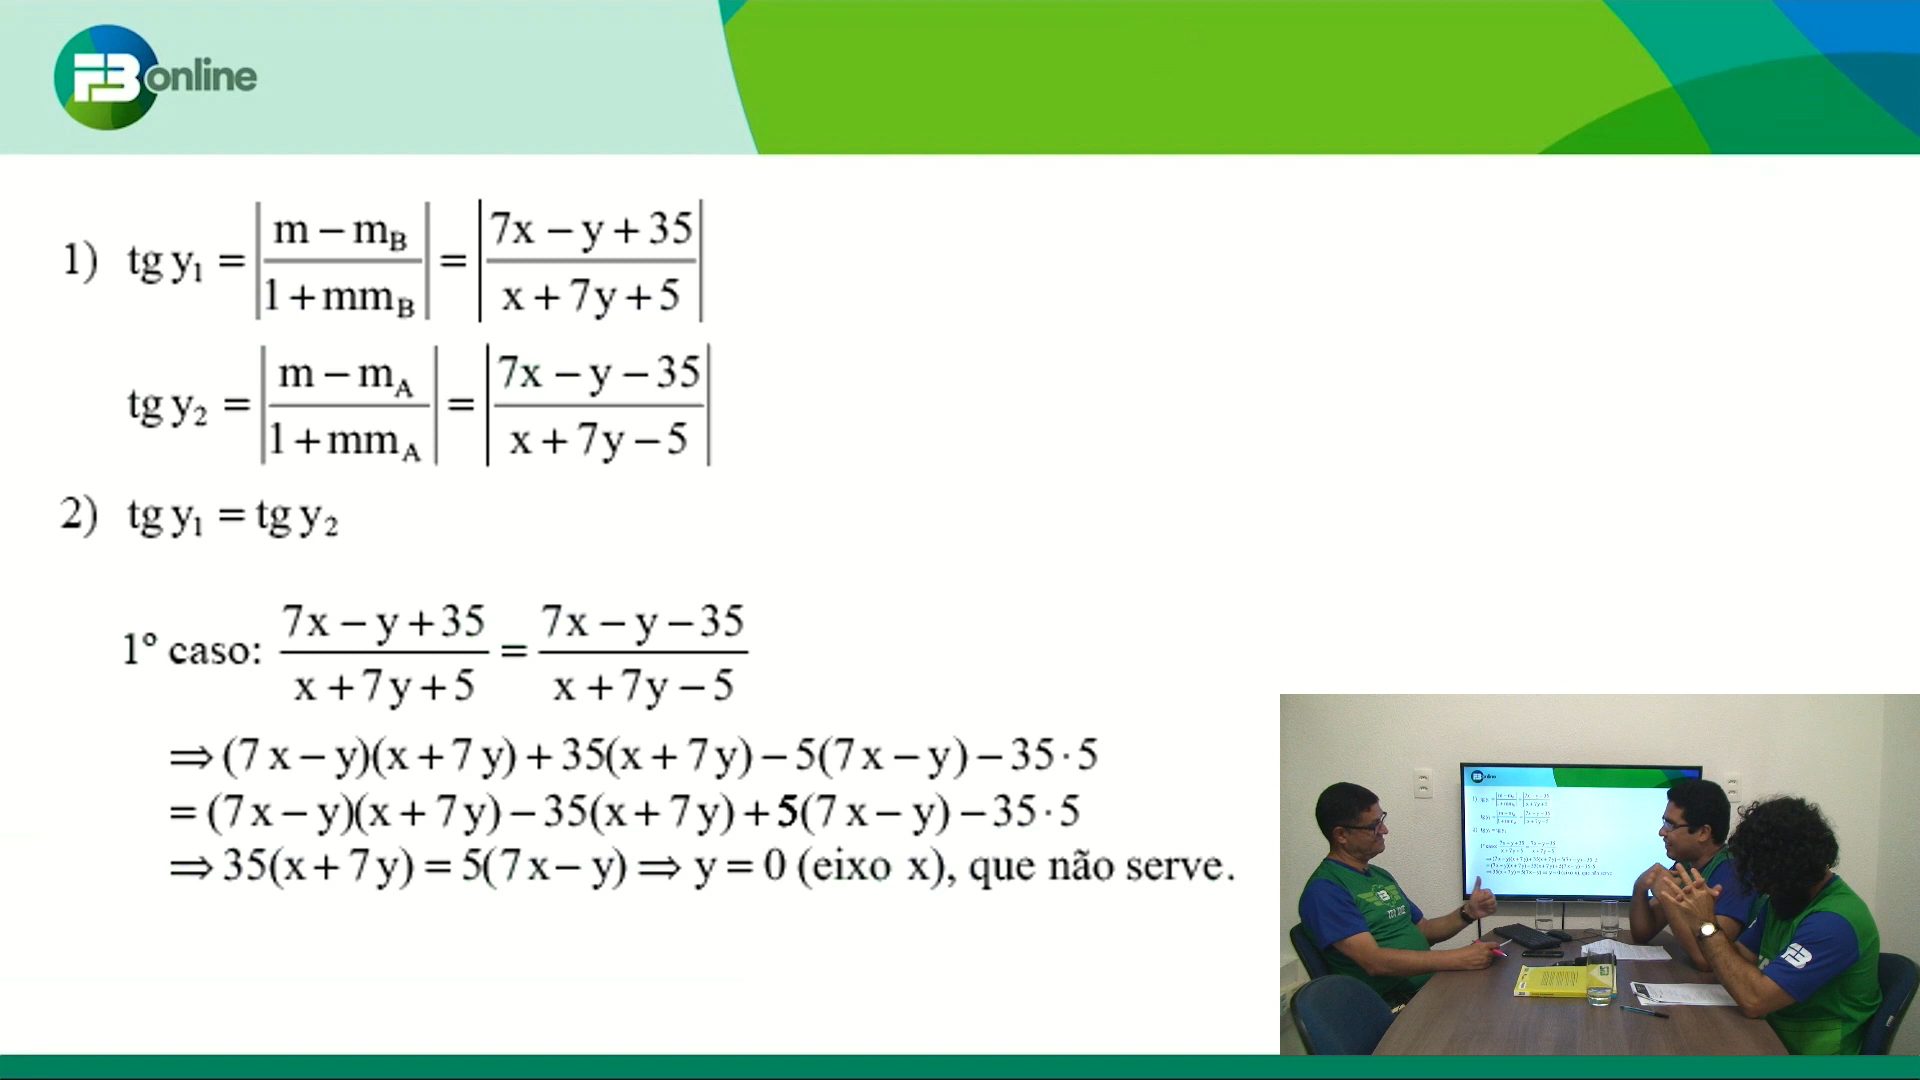 FB online
1) tg y₁ = |(m − m_B)/(1 + mm_B)| = |(7x − y + 35)/(x + 7y + 5)|
tg y₂ = |(m − m_A)/(1 + mm_A)| = |(7x − y − 35)/(x + 7y − 5)|
2) tg y₁ = tg y₂
1º caso: (7x − y + 35)/(x + 7y + 5) = (7x − y − 35)/(x + 7y − 5)
⇒ (7x − y)(x + 7y) + 35(x + 7y) − 5(7x − y) − 35·5
= (7x − y)(x + 7y) − 35(x + 7y) + 5(7x − y) − 35·5
⇒ 35(x + 7y) = 5(7x − y) ⇒ y = 0 (eixo x), que não serve.